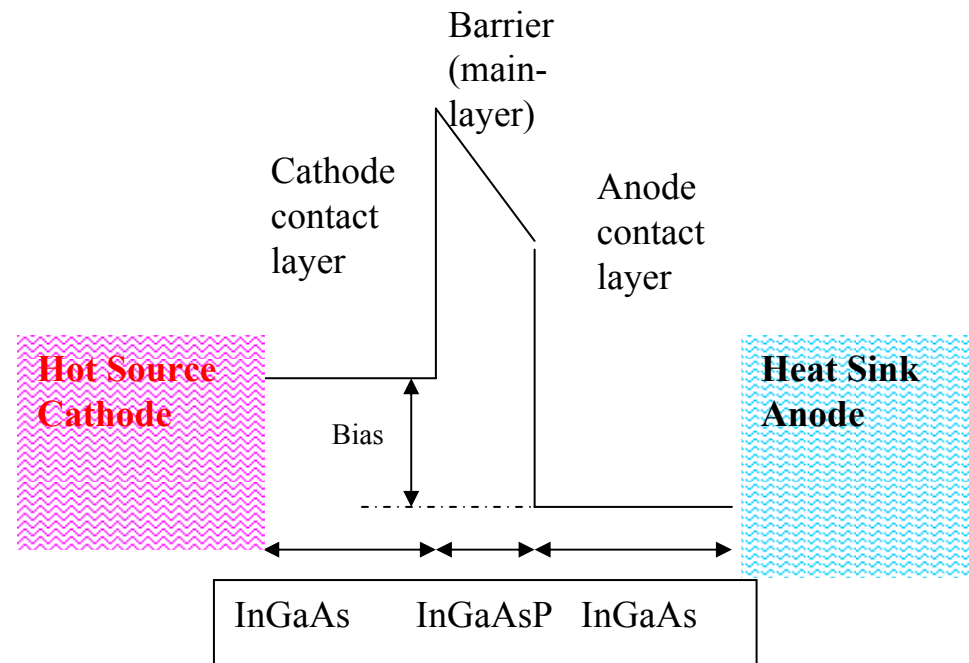 Barrier
(main-
layer)
Cathode
contact
layer
Anode
contact
layer
Hot Source
Cathode
Heat Sink
Anode
Bias
InGaAs InGaAsP InGaAs